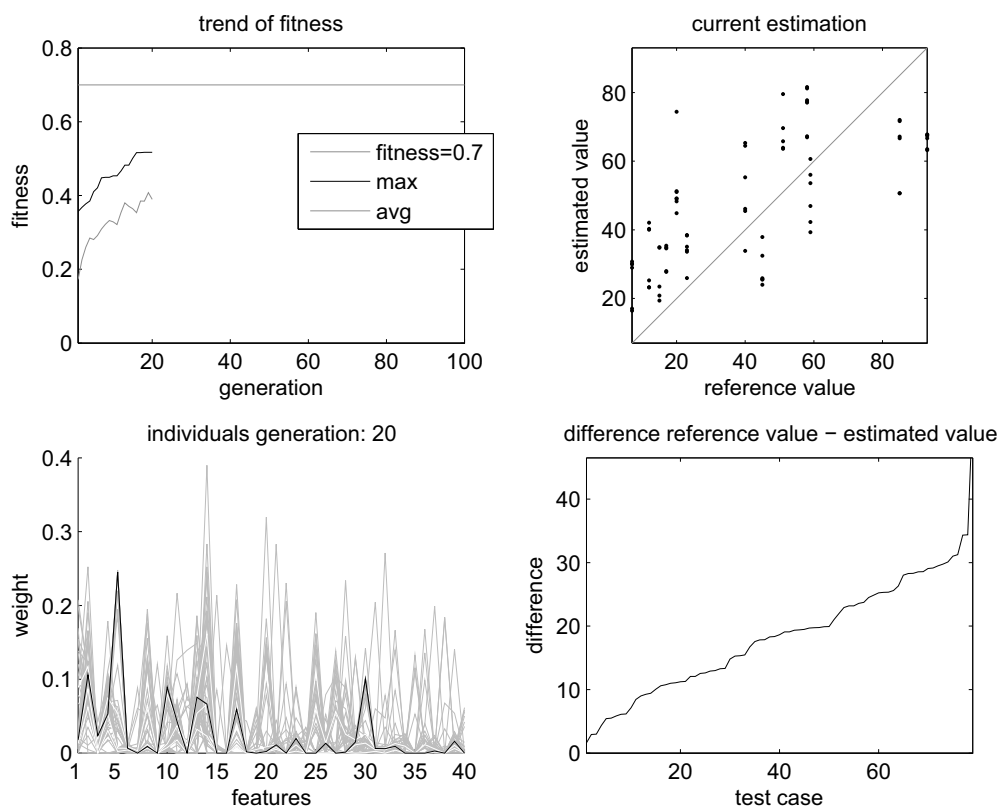 trend of fitness
0.8
0.6
0.4
0.2
0
fitness
20 40 60 80 100
generation
fitness=0.7
max
avg
current estimation
80
60
40
20
estimated value
20 40 60 80
reference value
individuals generation: 20
0.4
0.3
0.2
0.1
0
weight
1 5 10 15 20 25 30 35 40
features
difference reference value − estimated value
40
30
20
10
0
difference
20 40 60
test case